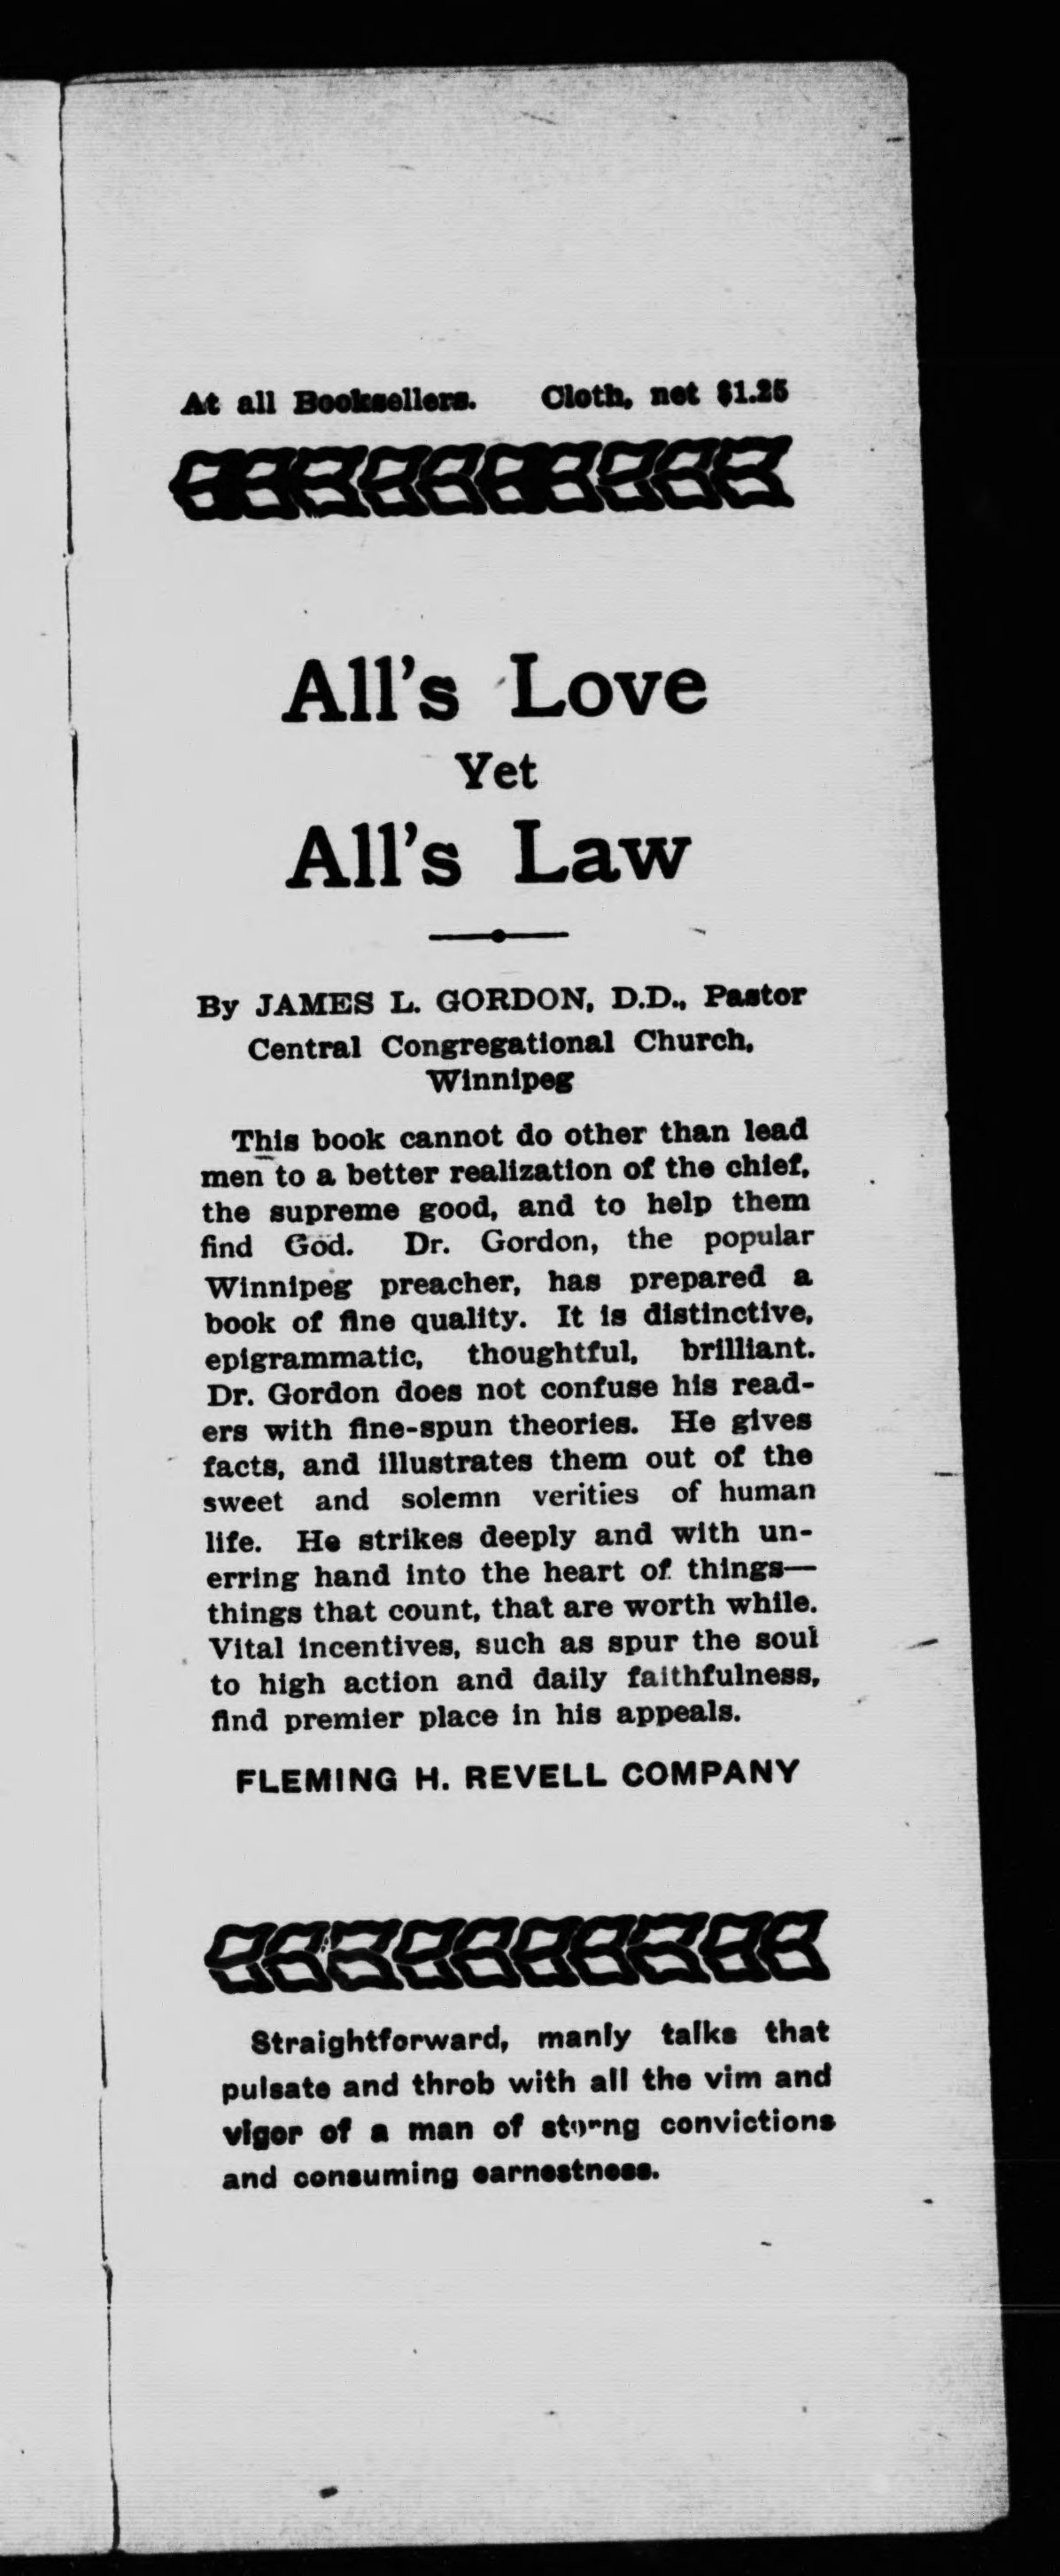 At all Booksellers. Cloth, net $1.25
All's Love
Yet
All's Law
By JAMES L. GORDON, D.D., Pastor
Central Congregational Church,
Winnipeg
This book cannot do other than lead
men to a better realization of the chief,
the supreme good, and to help them
find God. Dr. Gordon, the popular
Winnipeg preacher, has prepared a
book of fine quality. It is distinctive,
epigrammatic, thoughtful, brilliant.
Dr. Gordon does not confuse his read-
ers with fine-spun theories. He gives
facts, and illustrates them out of the
sweet and solemn verities of human
life. He strikes deeply and with un-
erring hand into the heart of things—
things that count, that are worth while.
Vital incentives, such as spur the soul
to high action and daily faithfulness,
find premier place in his appeals.
FLEMING H. REVELL COMPANY
Straightforward, manly talks that
pulsate and throb with all the vim and
vigor of a man of storng convictions
and consuming earnestness.